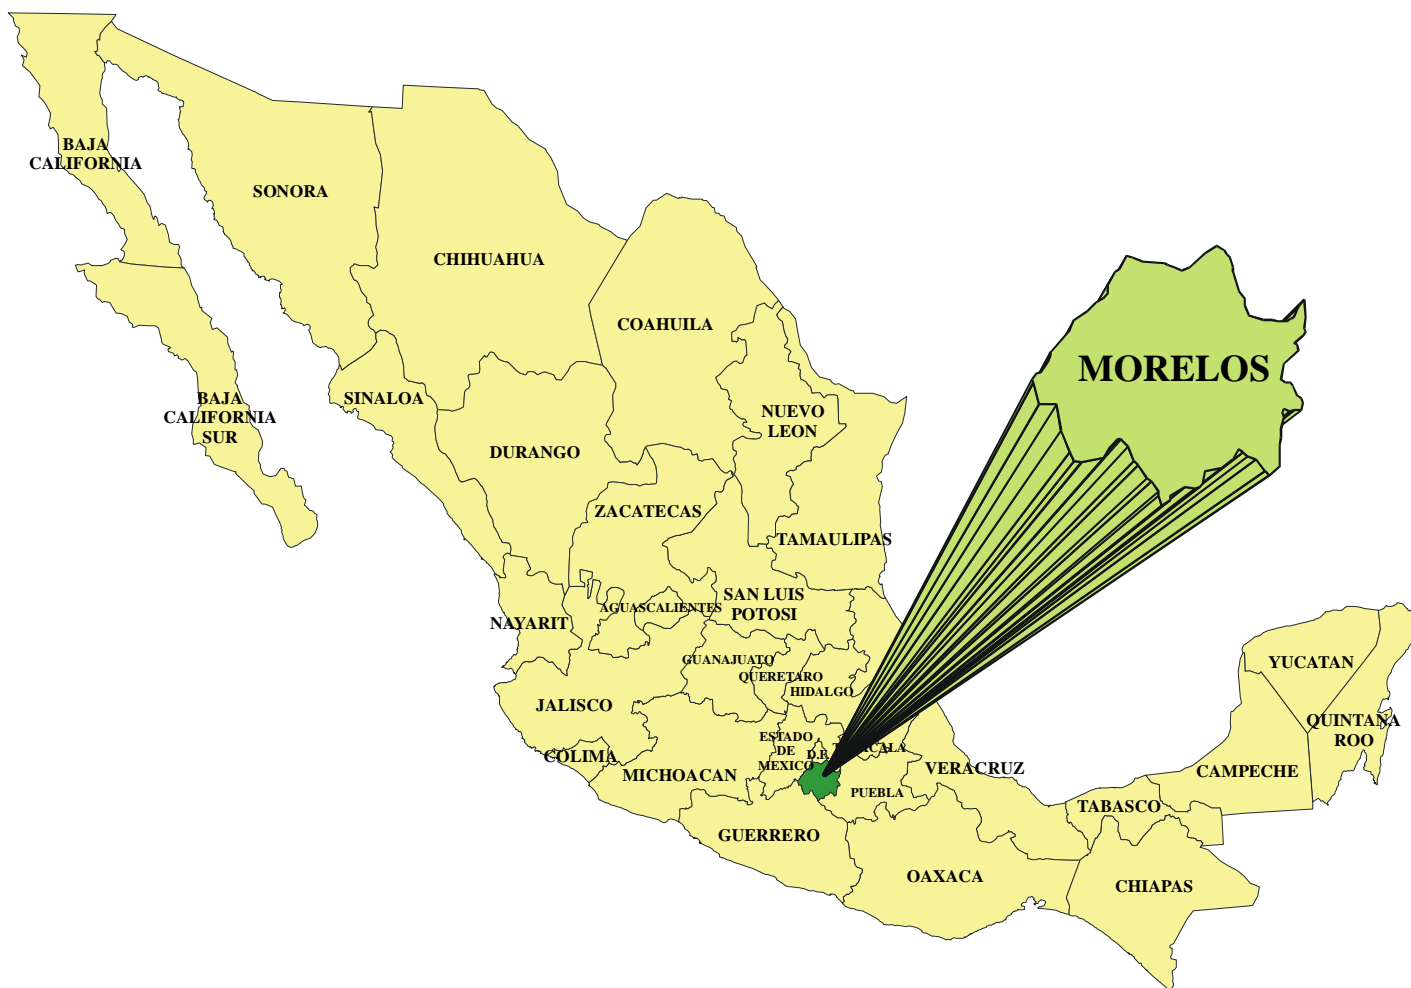 BAJA
CALIFORNIA
SONORA
CHIHUAHUA
COAHUILA
MORELOS
BAJA
CALIFORNIA
SUR
SINALOA
NUEVO
LEON
DURANGO
ZACATECAS
TAMAULIPAS
SAN LUIS
POTOSI
AGUASCALIENTES
NAYARIT
GUANAJUATO
QUERETARO
HIDALGO
YUCATAN
JALISCO
QUINTANA
ROO
ESTADO
DE
MEXICO
D.F.
COLIMA
MICHOACAN
VERACRUZ
CAMPECHE
PUEBLA
TABASCO
GUERRERO
OAXACA
CHIAPAS